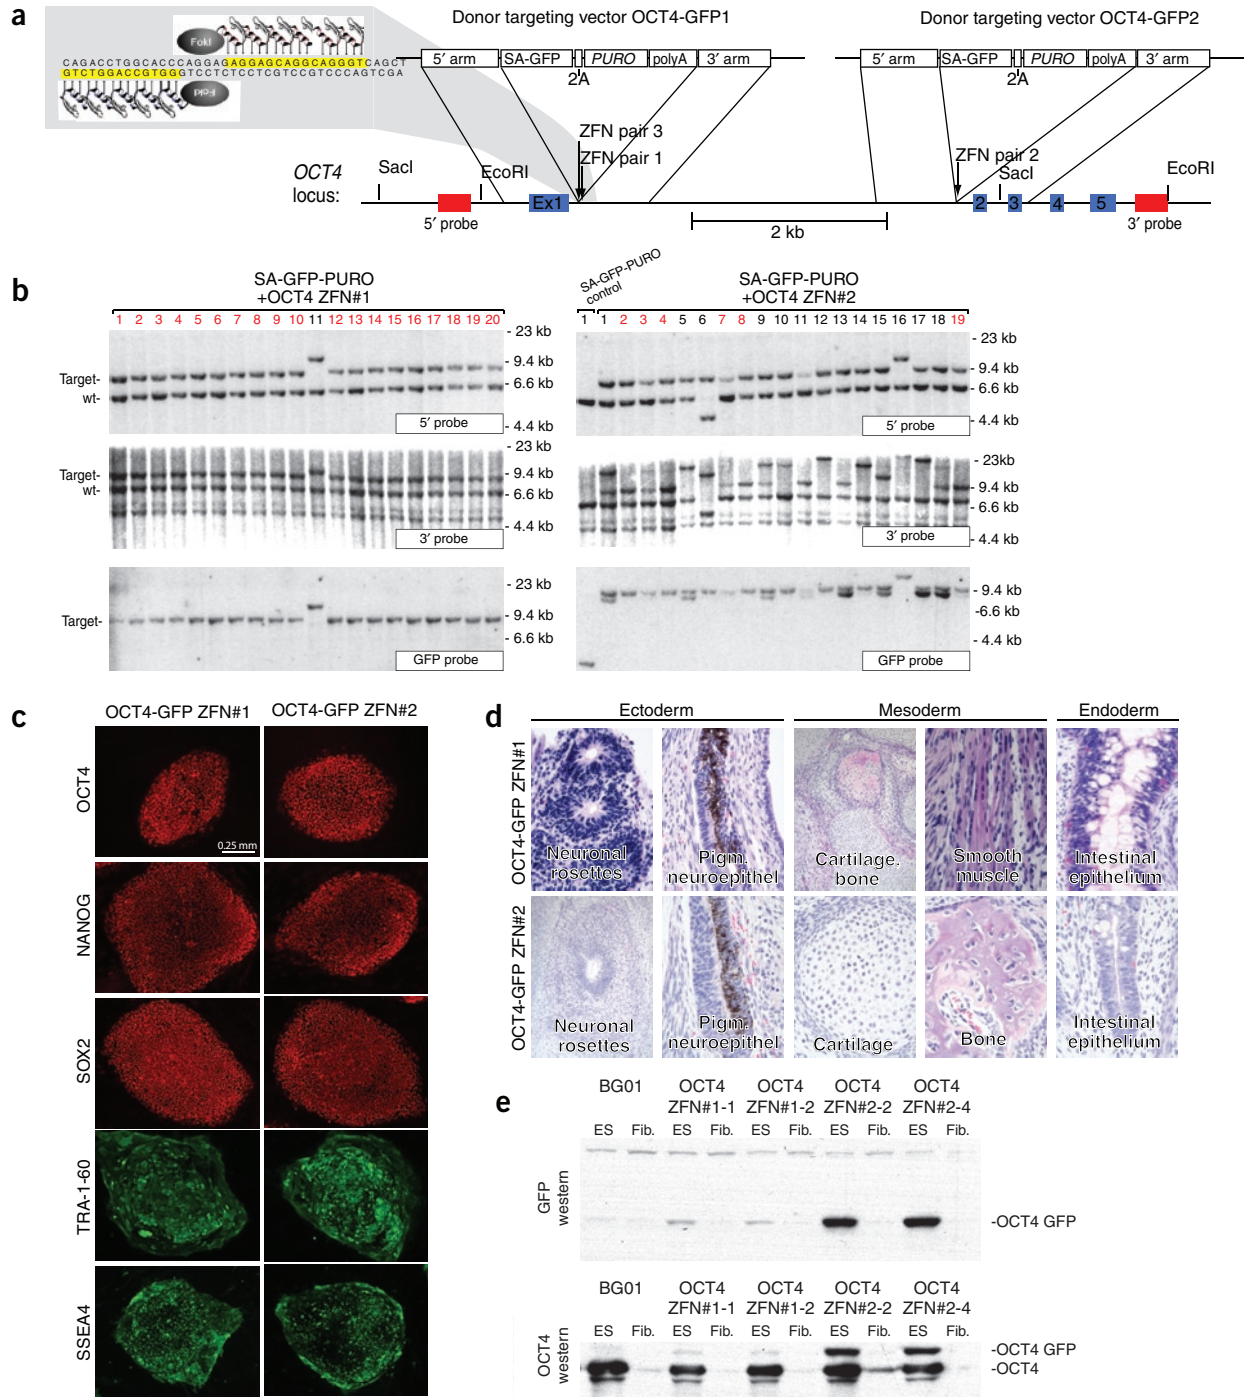 a
Donor targeting vector OCT4-GFP1
Donor targeting vector OCT4-GFP2
FokI
CAGACCTGGCACCCAGGAGAGGAGCAGGCAGGGTCAGCT
GTCTGGACCGTGGGTCCTCTCCTCGTCCGTCCCAGTCGA
FokI
5′ arm SA-GFP PURO polyA 3′ arm
2A
5′ arm SA-GFP PURO polyA 3′ arm
2A
ZFN pair 3
ZFN pair 1
ZFN pair 2
OCT4
locus:
SacI
EcoRI
SacI
EcoRI
Ex1
2 3 4 5
5′ probe
3′ probe
2 kb
b
SA-GFP-PURO
+OCT4 ZFN#1
1 2 3 4 5 6 7 8 9 10 11 12 13 14 15 16 17 18 19 20
- 23 kb
- 9.4 kb
Target-
- 6.6 kb
wt-
- 4.4 kb
5′ probe
- 23 kb
Target-
- 9.4 kb
wt-
- 6.6 kb
- 4.4 kb
3′ probe
- 23 kb
Target-
- 9.4 kb
- 6.6 kb
GFP probe
SA-GFP-PURO
control
SA-GFP-PURO
+OCT4 ZFN#2
1 1 2 3 4 5 6 7 8 9 10 11 12 13 14 15 16 17 18 19
- 23 kb
- 9.4 kb
- 6.6 kb
- 4.4 kb
5′ probe
- 23kb
- 9.4 kb
- 6.6 kb
- 4.4 kb
3′ probe
- 9.4 kb
-6.6 kb
- 4.4 kb
GFP probe
c
OCT4-GFP ZFN#1
OCT4-GFP ZFN#2
OCT4
0.25 mm
NANOG
SOX2
TRA-1-60
SSEA4
d
Ectoderm
Mesoderm
Endoderm
OCT4-GFP ZFN#1
Neuronal
rosettes
Pigm.
neuroepithel
Cartilage.
bone
Smooth
muscle
Intestinal
epithelium
OCT4-GFP ZFN#2
Neuronal
rosettes
Pigm.
neuroepithel
Cartilage
Bone
Intestinal
epithelium
e
BG01 OCT4 OCT4 OCT4 OCT4
ZFN#1-1 ZFN#1-2 ZFN#2-2 ZFN#2-4
ES Fib. ES Fib. ES Fib. ES Fib. ES Fib.
GFP
western
-OCT4 GFP
BG01 OCT4 OCT4 OCT4 OCT4
ZFN#1-1 ZFN#1-2 ZFN#2-2 ZFN#2-4
ES Fib. ES Fib. ES Fib. ES Fib. ES Fib.
OCT4
western
-OCT4 GFP
-OCT4